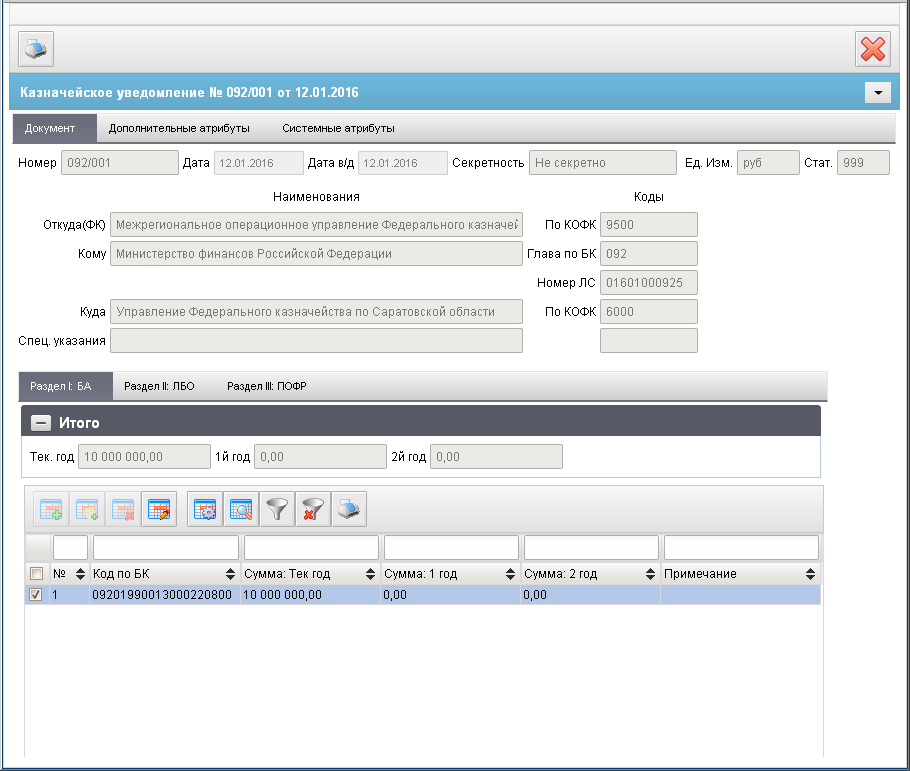 Казначейское уведомление № 092/001 от 12.01.2016
Документ Дополнительные атрибуты Системные атрибуты
Номер 092/001 Дата 12.01.2016 Дата в/д 12.01.2016 Секретность Не секретно Ед. Изм. руб Стат. 999
Наименования Коды
Откуда(ФК) Межрегиональное операционное управление Федерального казначей По КОФК 9500
Кому Министерство финансов Российской Федерации Глава по БК 092
Номер ЛС 01601000925
Куда Управление Федерального казначейства по Саратовской области По КОФК 6000
Спец. указания
Раздел I: БА Раздел II: ЛБО Раздел III: ПОФР
Итого
Тек. год 10 000 000,00 1й год 0,00 2й год 0,00
№ Код по БК Сумма: Тек год Сумма: 1 год Сумма: 2 год Примечание
1 09201990013000220800 10 000 000,00 0,00 0,00